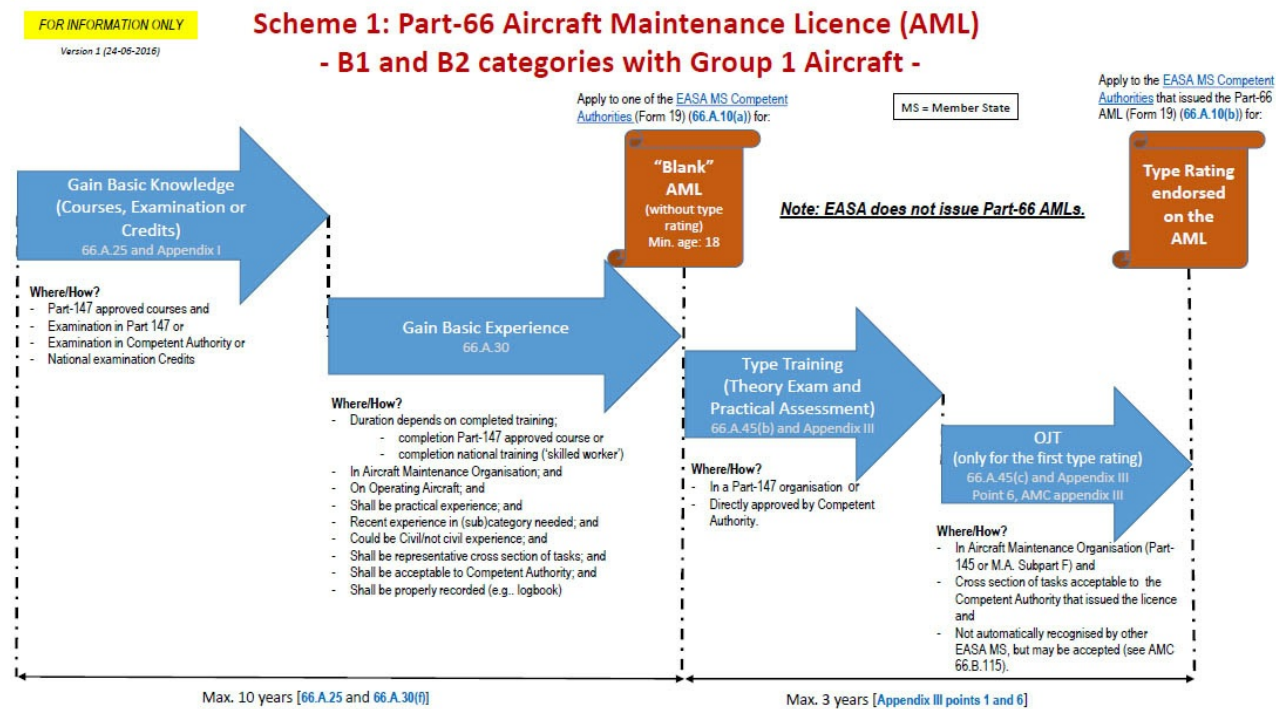 FOR INFORMATION ONLY
Version 1 (24-06-2016)
Scheme 1: Part-66 Aircraft Maintenance Licence (AML)
- B1 and B2 categories with Group 1 Aircraft -
Apply to one of the EASA MS Competent
Authorities (Form 19) (66.A.10(a)) for:
MS = Member State
Apply to the EASA MS Competent
Authorities that issued the Part-66
AML (Form 19) (66.A.10(b)) for:
"Blank"
AML
(without type
rating)
Min. age: 18
Note: EASA does not issue Part-66 AMLs.
Type Rating
endorsed
on the
AML
Gain Basic Knowledge
(Courses, Examination or
Credits)
66.A.25 and Appendix I
Where/How?
- Part-147 approved courses and
- Examination in Part 147 or
- Examination in Competent Authority or
- National examination Credits
Gain Basic Experience
66.A.30
Where/How?
- Duration depends on completed training;
- completion Part-147 approved course or
- completion national training ('skilled worker')
- In Aircraft Maintenance Organisation; and
- On Operating Aircraft; and
- Shall be practical experience; and
- Recent experience in (sub)category needed; and
- Could be Civil/not civil experience; and
- Shall be representative cross section of tasks; and
- Shall be acceptable to Competent Authority; and
- Shall be properly recorded (e.g.. logbook)
Type Training
(Theory Exam and
Practical Assessment)
66.A.45(b) and Appendix III
Where/How?
- In a Part-147 organisation or
- Directly approved by Competent
Authority.
OJT
(only for the first type rating)
66.A.45(c) and Appendix III
Point 6, AMC appendix III
Where/How?
- In Aircraft Maintenance Organisation (Part-
145 or M.A. Subpart F) and
- Cross section of tasks acceptable to the
Competent Authority that issued the licence
and
- Not automatically recognised by other
EASA MS, but may be accepted (see AMC
66.B.115).
Max. 10 years [66.A.25 and 66.A.30(f)]
Max. 3 years [Appendix III points 1 and 6]